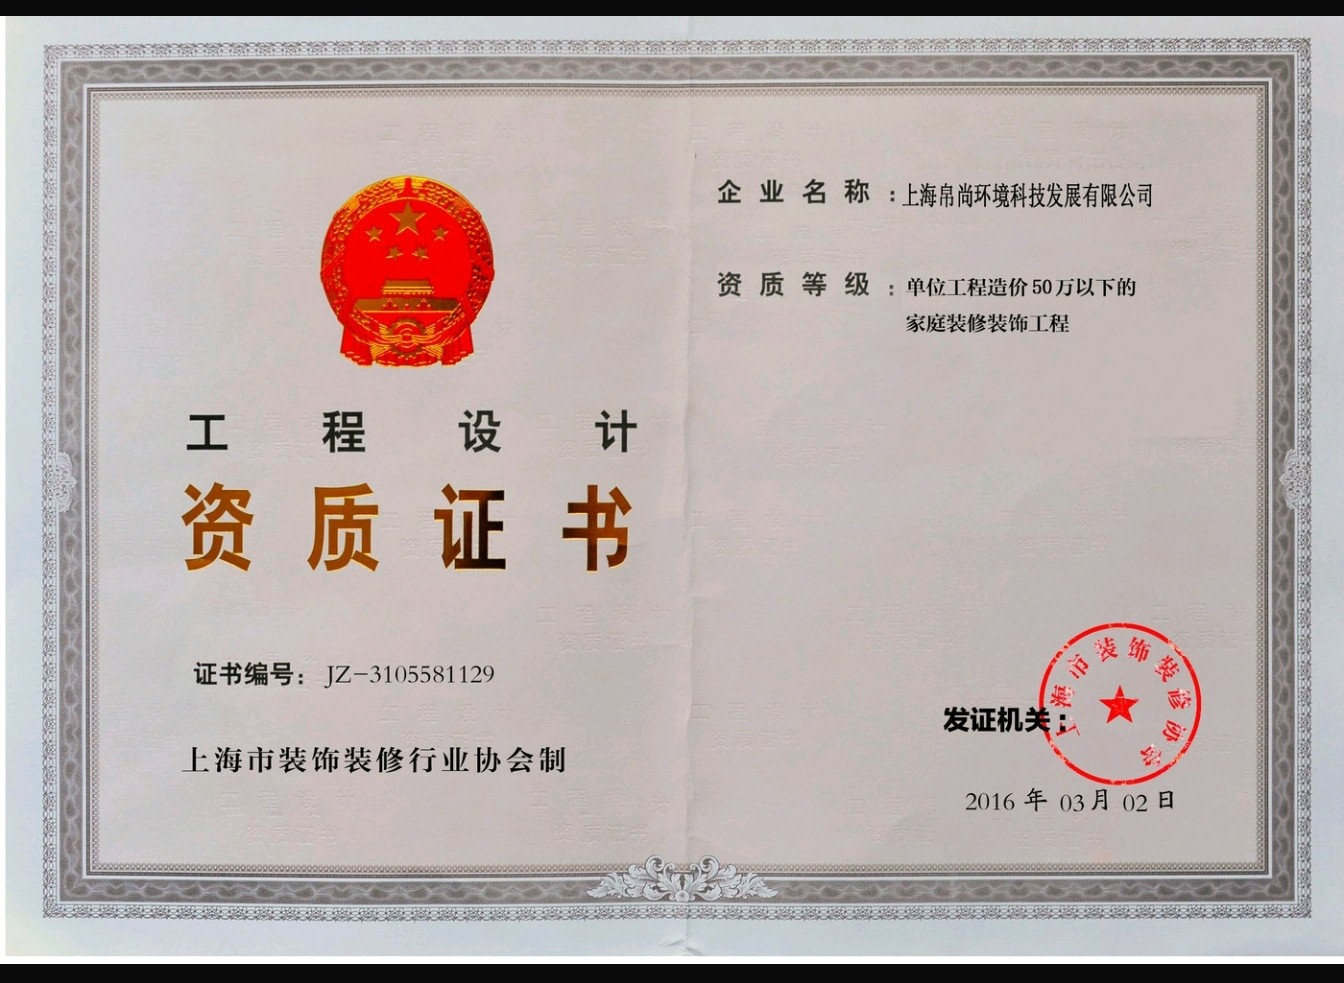 工程设计
资质证书
证书编号：JZ-3105581129
上海市装饰装修行业协会制
企业名称：上海帛尚环境科技发展有限公司
资质等级：单位工程造价50万以下的
家庭装修装饰工程
发证机关：
上海市装饰装修协会
2016年03月02日